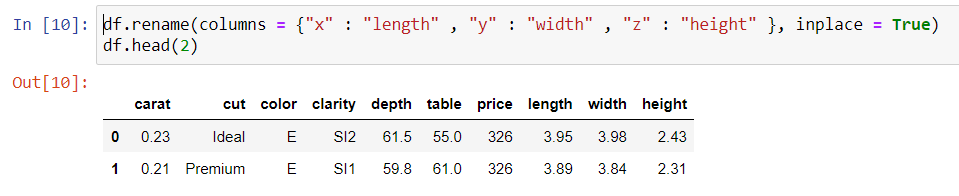 In [10]: df.rename(columns = {"x" : "length" , "y" : "width" , "z" : "height" }, inplace = True)
df.head(2)
Out[10]:
carat cut color clarity depth table price length width height
0 0.23 Ideal E SI2 61.5 55.0 326 3.95 3.98 2.43
1 0.21 Premium E SI1 59.8 61.0 326 3.89 3.84 2.31